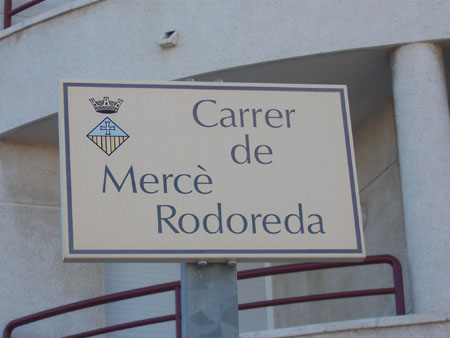 Carrer
de
Mercè
Rodoreda